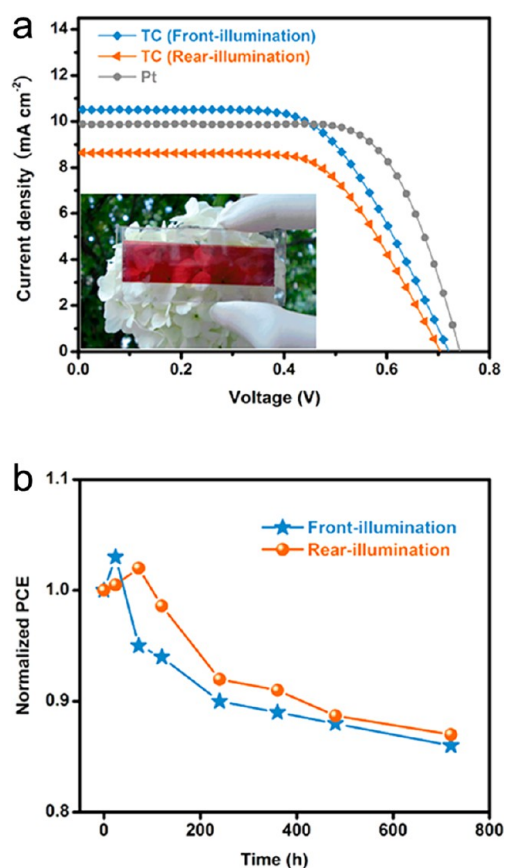 a
TC (Front-illumination)
TC (Rear-illumination)
Pt
Current density (mA cm⁻²)
14
12
10
8
6
4
2
0
0.0
0.2
0.4
0.6
0.8
Voltage (V)
b
Front-illumination
Rear-illumination
Normalized PCE
1.1
1.0
0.9
0.8
0
200
400
600
800
Time (h)